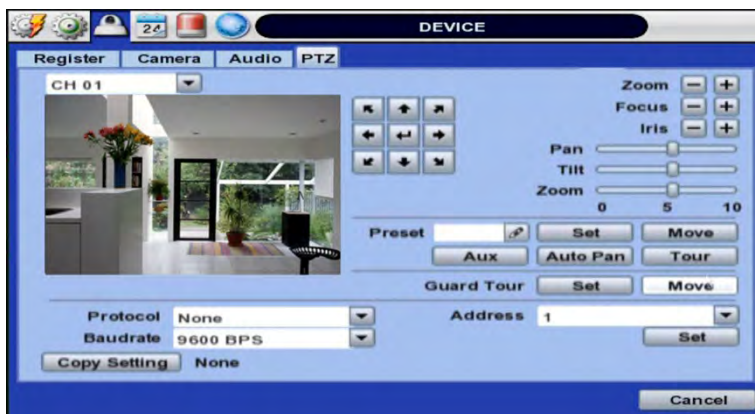 24
DEVICE
Register Camera Audio PTZ
CH 01
Zoom - +
Focus - +
Iris - +
Pan
Tilt
Zoom
0 5 10
Preset Set Move
Aux Auto Pan Tour
Guard Tour Set Move
Protocol None Address 1
Baudrate 9600 BPS Set
Copy Setting None
Cancel